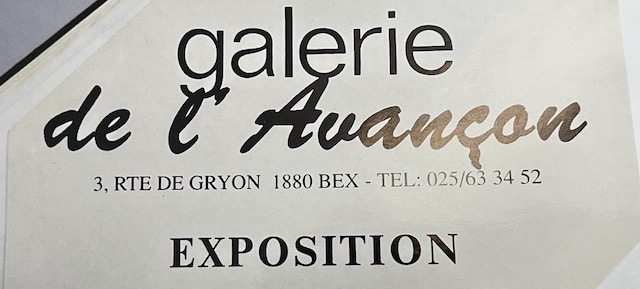 galerie
de l'Avançon
3, RTE DE GRYON 1880 BEX - TEL: 025/63 34 52
EXPOSITION